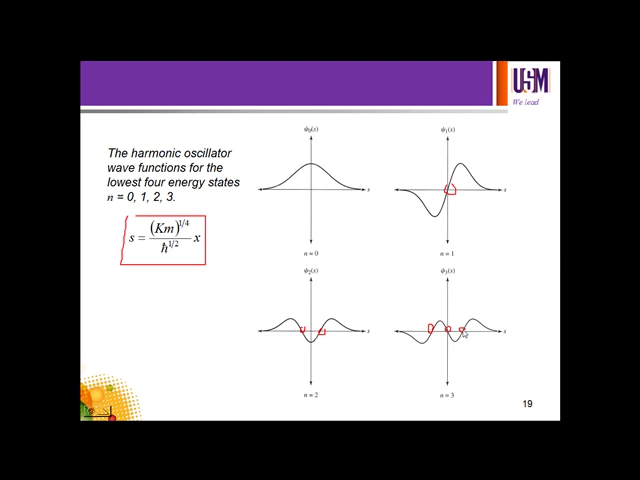 USM
We lead
The harmonic oscillator
wave functions for the
lowest four energy states
n = 0, 1, 2, 3.
s = (Km)^1/4 / ħ^1/2 x
ψ₀(s)
s
n = 0
ψ₁(s)
s
n = 1
ψ₂(s)
s
n = 2
ψ₃(s)
s
n = 3
19